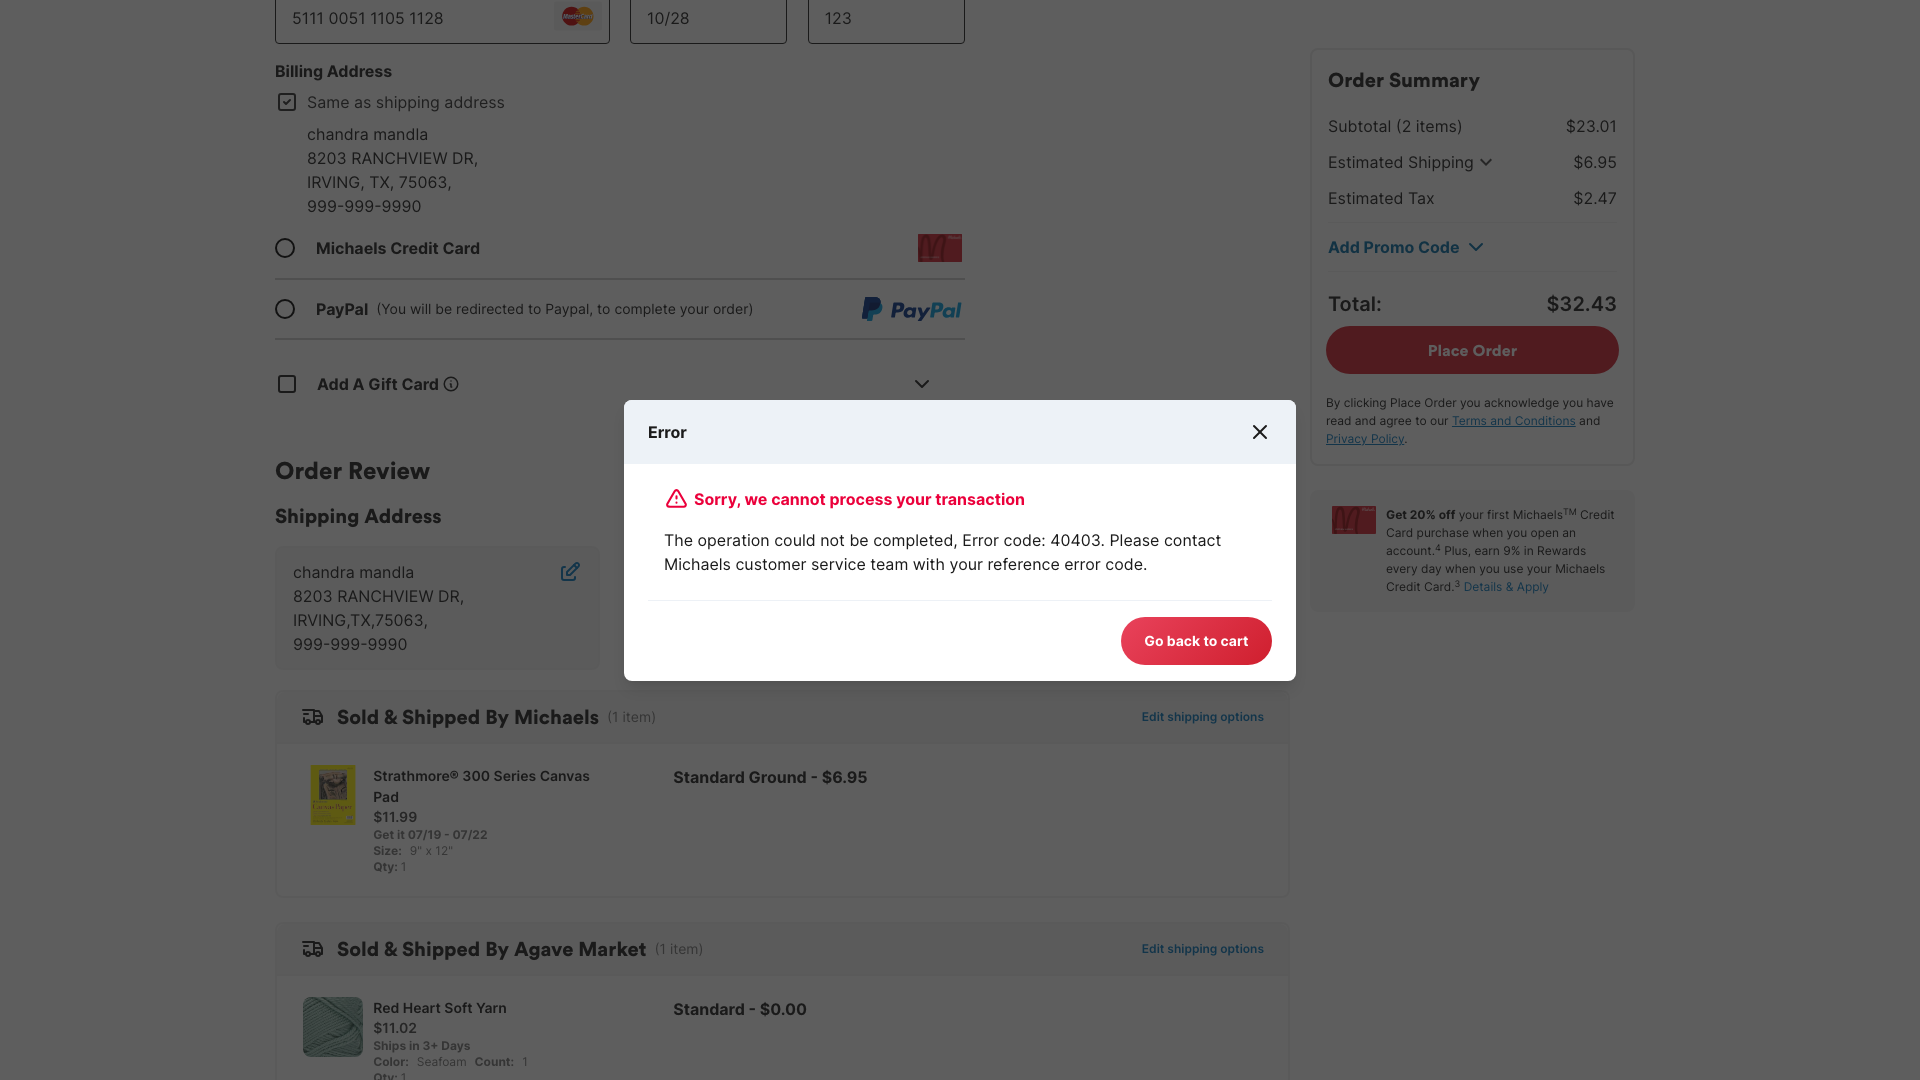 5111 0051 1105 1128
10/28
123
Billing Address
Same as shipping address
chandra mandla
8203 RANCHVIEW DR,
IRVING, TX, 75063,
999-999-9990
Michaels Credit Card
PayPal (You will be redirected to Paypal, to complete your order)
PayPal
Add A Gift Card
Order Summary
Subtotal (2 items) $23.01
Estimated Shipping $6.95
Estimated Tax $2.47
Add Promo Code
Total: $32.43
Place Order
By clicking Place Order you acknowledge you have
read and agree to our Terms and Conditions and
Privacy Policy.
Get 20% off your first Michaels™ Credit
Card purchase when you open an
account.⁴ Plus, earn 9% in Rewards
every day when you use your Michaels
Credit Card.³ Details & Apply
Error
Sorry, we cannot process your transaction
The operation could not be completed, Error code: 40403. Please contact
Michaels customer service team with your reference error code.
Go back to cart
Order Review
Shipping Address
chandra mandla
8203 RANCHVIEW DR,
IRVING,TX,75063,
999-999-9990
Sold & Shipped By Michaels (1 item)
Edit shipping options
Strathmore® 300 Series Canvas
Pad
$11.99
Get it 07/19 - 07/22
Size: 9" x 12"
Qty: 1
Standard Ground - $6.95
Sold & Shipped By Agave Market (1 item)
Edit shipping options
Red Heart Soft Yarn
$11.02
Ships in 3+ Days
Color: Seafoam Count: 1
Qty: 1
Standard - $0.00